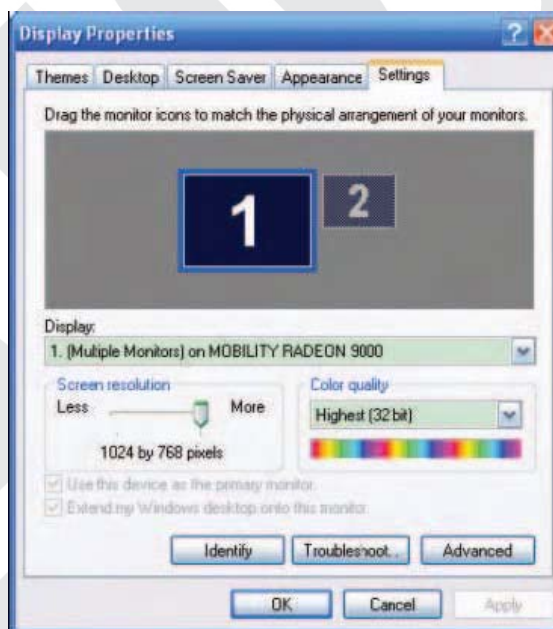 Display Properties
Themes Desktop Screen Saver Appearance Settings
Drag the monitor icons to match the physical arrangement of your monitors.
1 2
Display:
1. (Multiple Monitors) on MOBILITY RADEON 9000
Screen resolution Color quality
Less More Highest (32 bit)
1024 by 768 pixels
Use this device as the primary monitor.
Extend my Windows desktop onto this monitor.
Identify Troubleshoot... Advanced
OK Cancel Apply